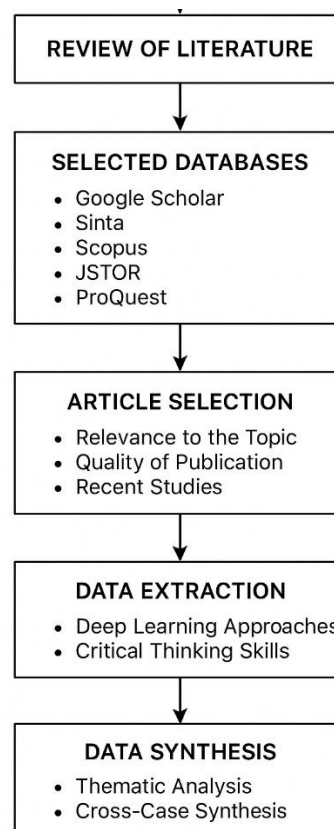 REVIEW OF LITERATURE
SELECTED DATABASES
• Google Scholar
• Sinta
• Scopus
• JSTOR
• ProQuest
ARTICLE SELECTION
• Relevance to the Topic
• Quality of Publication
• Recent Studies
DATA EXTRACTION
• Deep Learning Approaches
• Critical Thinking Skills
DATA SYNTHESIS
• Thematic Analysis
• Cross-Case Synthesis